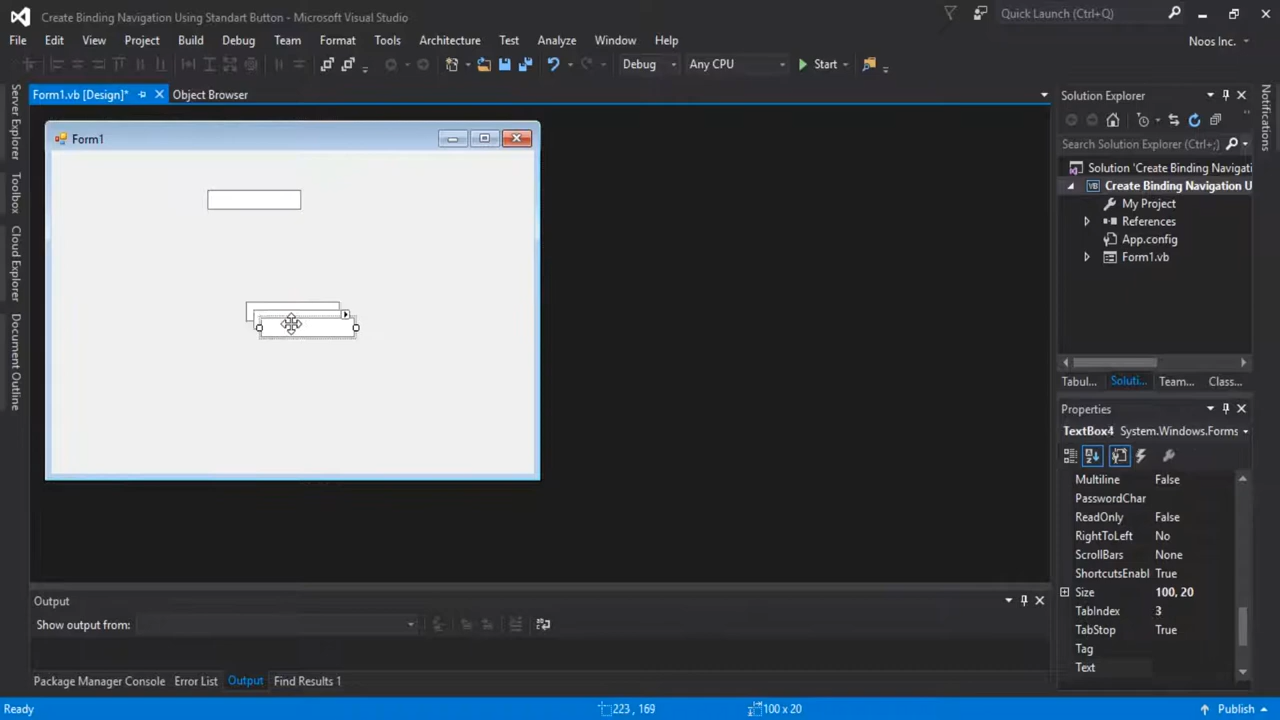 Create Binding Navigation Using Standart Button - Microsoft Visual Studio
Quick Launch (Ctrl+Q)
File Edit View Project Build Debug Team Format Tools Architecture Test Analyze Window Help
Noos Inc.
Debug Any CPU Start
Form1.vb [Design]* Object Browser
Server Explorer
Toolbox
Cloud Explorer
Document Outline
Form1
Solution Explorer
Search Solution Explorer (Ctrl+;)
Solution 'Create Binding Navigati
VB Create Binding Navigation U
My Project
References
App.config
Form1.vb
Tabul... Soluti... Team... Class...
Notifications
Properties
TextBox4 System.Windows.Forms
Multiline False
PasswordChar
ReadOnly False
RightToLeft No
ScrollBars None
ShortcutsEnabl True
Size 100, 20
TabIndex 3
TabStop True
Tag
Text
Output
Show output from:
Package Manager Console Error List Output Find Results 1
Ready 223 , 169 100 x 20 Publish